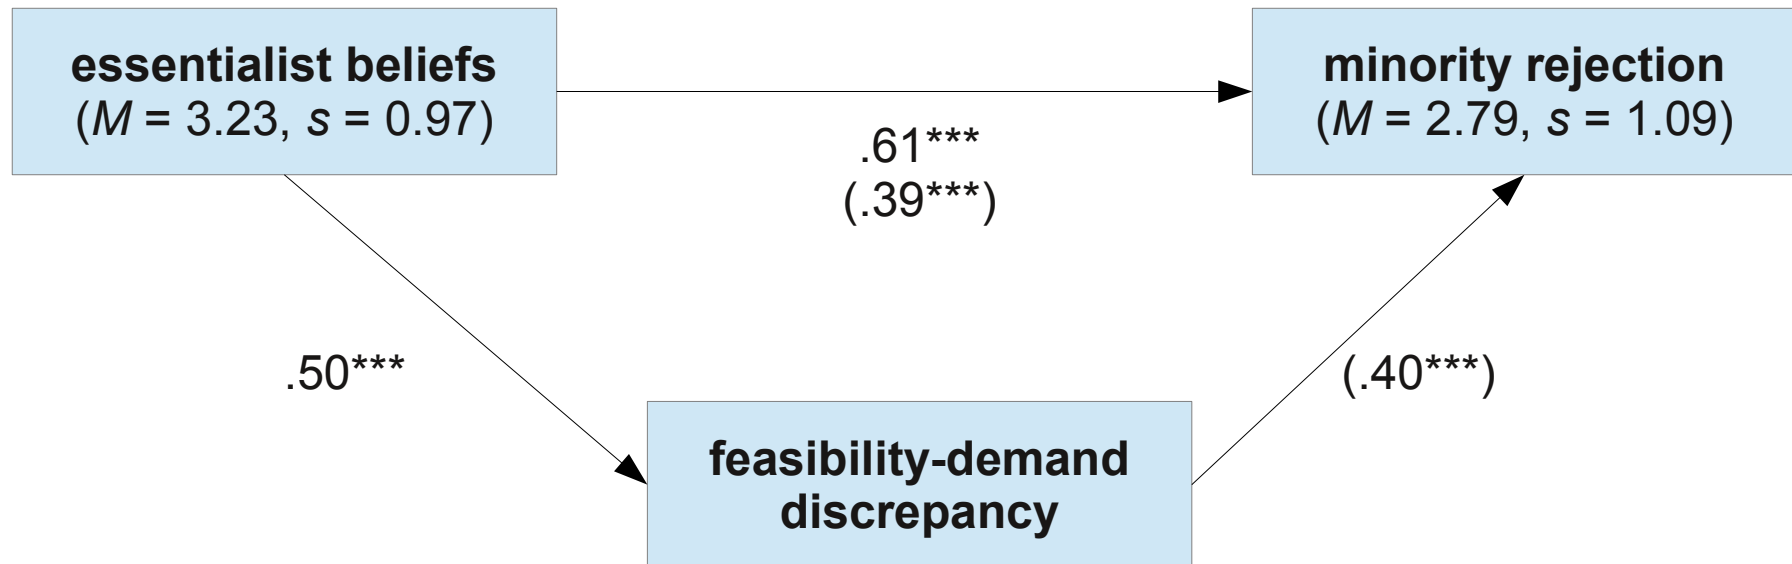 essentialist beliefs
(M = 3.23, s = 0.97)
minority rejection
(M = 2.79, s = 1.09)
.61***
(.39***)
.50***
(.40***)
feasibility-demand
discrepancy